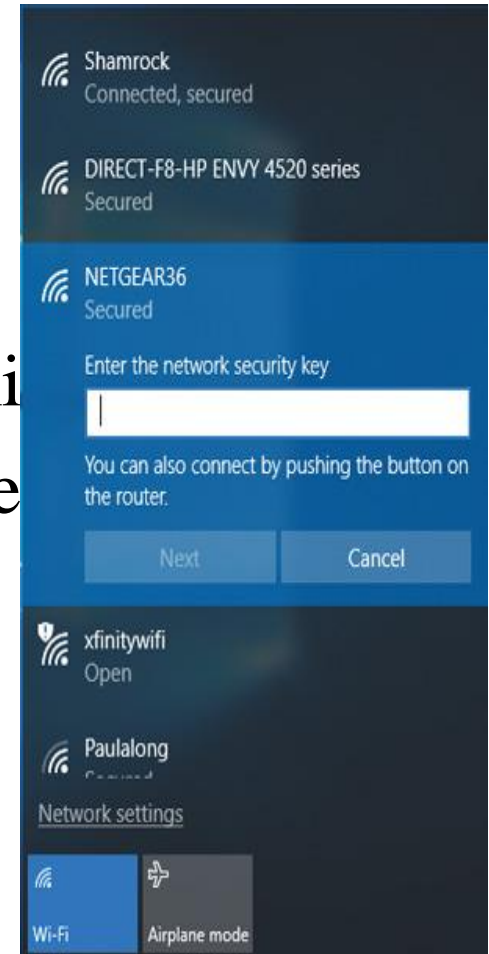 Shamrock
Connected, secured
DIRECT-F8-HP ENVY 4520 series
Secured
NETGEAR36
Secured
Enter the network security key
You can also connect by pushing the button on
the router.
Next Cancel
xfinitywifi
Open
Paulalong
Network settings
Wi-Fi Airplane mode